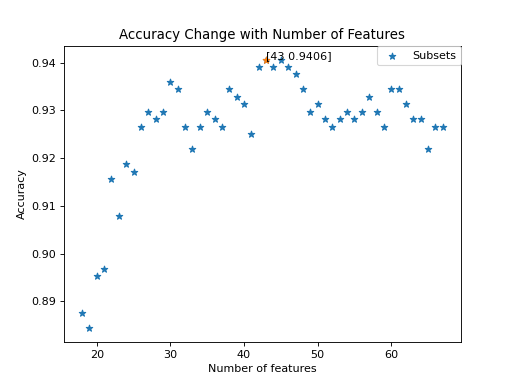 Accuracy Change with Number of Features
[43 0.9406]
Subsets
0.94
0.93
0.92
0.91
0.90
0.89
Accuracy
20 30 40 50 60
Number of features